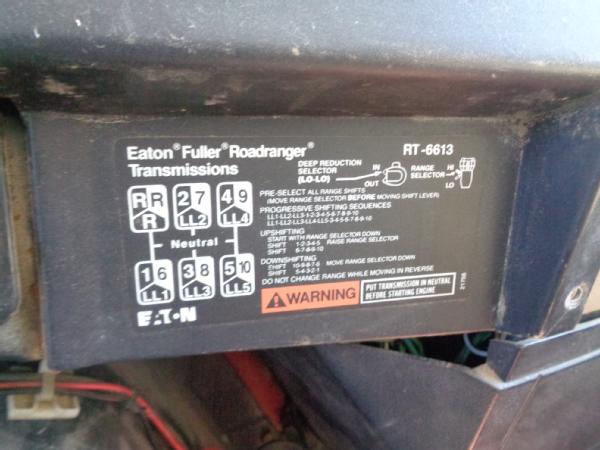 Eaton® Fuller® Roadranger®
Transmissions
RT-6613
DEEP REDUCTION
SELECTOR
(LO-LO)
IN
OUT
RANGE
SELECTOR
HI
LO
R R 2 7 4 9
R LL2 LL4
Neutral
1 6 3 8 5 10
LL1 LL3 LL5
PRE-SELECT ALL RANGE SHIFTS
(MOVE RANGE SELECTOR BEFORE MOVING SHIFT LEVER)
PROGRESSIVE SHIFTING SEQUENCES
LL1-LL2-LL3-1-2-3-4-5-6-7-8-9-10
LL1-LL2-LL3-LL4-LL5-3-4-5-6-7-8-9-10
UPSHIFTING
START WITH RANGE SELECTOR DOWN
SHIFT 1-2-3-4-5 RAISE RANGE SELECTOR
SHIFT 6-7-8-9-10
DOWNSHIFTING
SHIFT 10-9-8-7-6 MOVE RANGE SELECTOR DOWN
SHIFT 5-4-3-2-1
DO NOT CHANGE RANGE WHILE MOVING IN REVERSE
WARNING
PUT TRANSMISSION IN NEUTRAL
BEFORE STARTING ENGINE
EATON